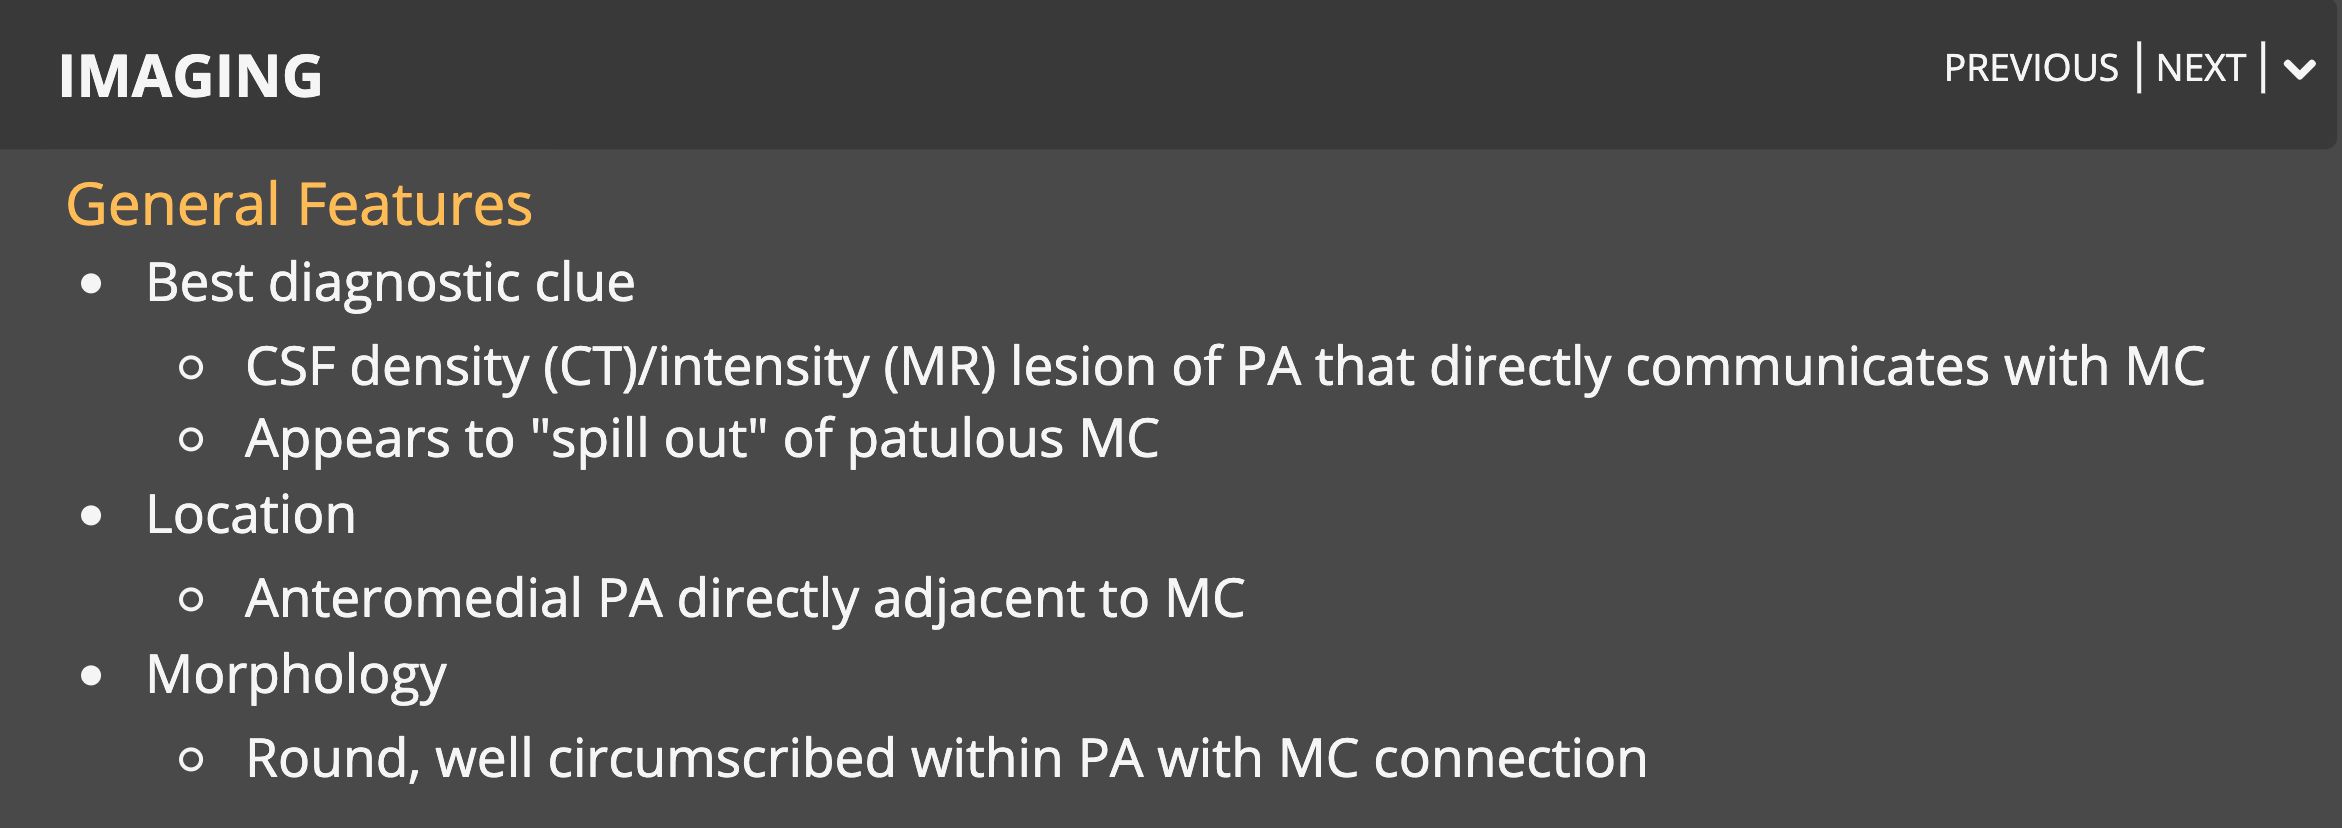 IMAGING
PREVIOUS | NEXT |
General Features
• Best diagnostic clue
○ CSF density (CT)/intensity (MR) lesion of PA that directly communicates with MC
○ Appears to "spill out" of patulous MC
• Location
○ Anteromedial PA directly adjacent to MC
• Morphology
○ Round, well circumscribed within PA with MC connection